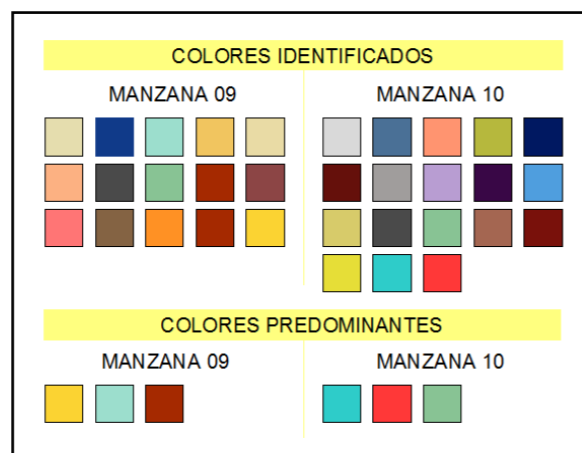 COLORES IDENTIFICADOS
MANZANA 09
MANZANA 10
COLORES PREDOMINANTES
MANZANA 09
MANZANA 10